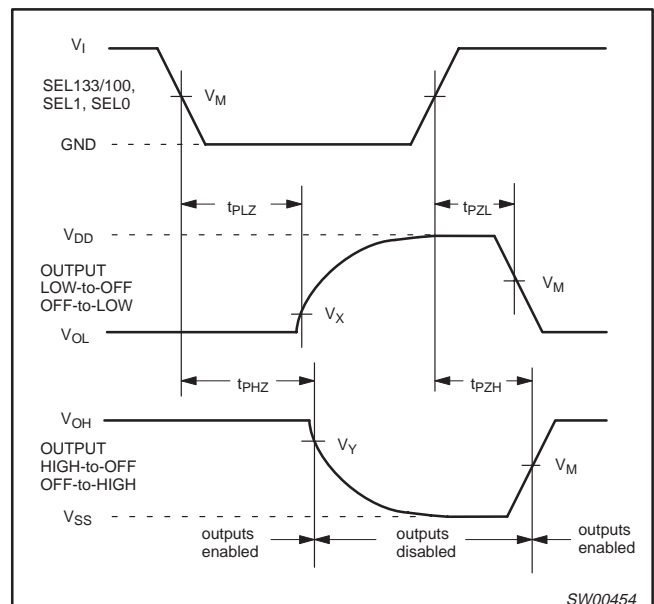 VI
SEL133/100,
SEL1, SEL0
VM
GND
tPLZ
tPZL
VDD
OUTPUT
LOW-to-OFF
OFF-to-LOW
VM
VX
VOL
tPHZ
tPZH
VOH
VY
OUTPUT
HIGH-to-OFF
OFF-to-HIGH
VM
VSS
outputs
enabled
outputs
disabled
outputs
enabled
SW00454